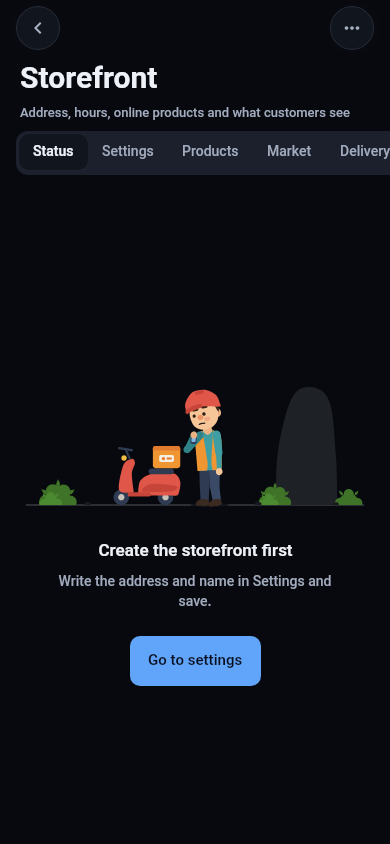 Storefront
Address, hours, online products and what customers see
Status Settings Products Market Delivery
Create the storefront first
Write the address and name in Settings and
save.
Go to settings